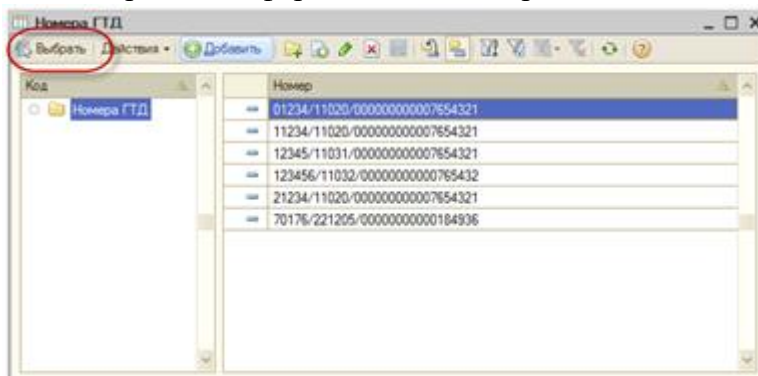 Номера ГТД
Выбрать Действия Добавить
Код Номер
Номера ГТД
01234/11020/000000000007654321
11234/11020/000000000007654321
12345/11031/000000000007654321
123456/11032/00000000000765432
21234/11020/000000000007654321
70176/221205/00000000000184936